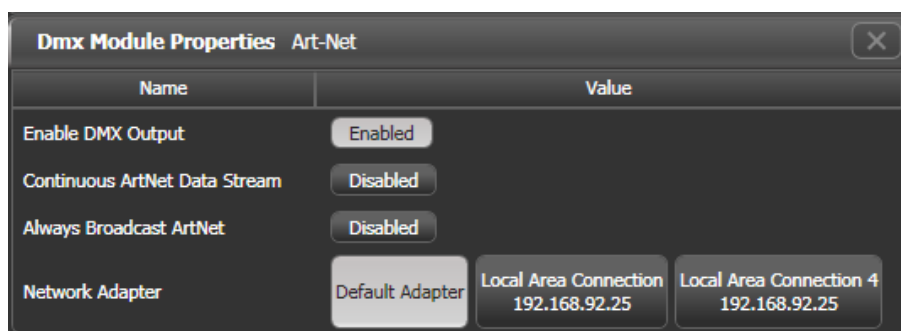 Dmx Module Properties Art-Net
Name Value
Enable DMX Output Enabled
Continuous ArtNet Data Stream Disabled
Always Broadcast ArtNet Disabled
Network Adapter Default Adapter Local Area Connection 192.168.92.25 Local Area Connection 4 192.168.92.25